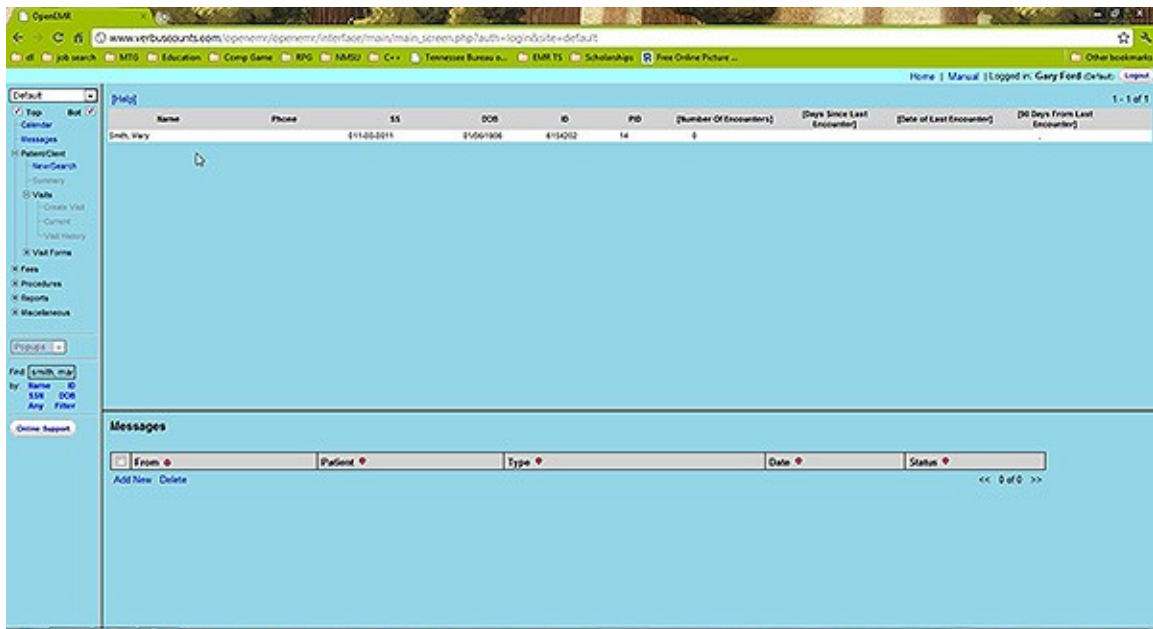 OpenEMR
www.verbuscounts.com/openemr/openemr/interface/main/main_screen.php?auth=login&site=default
dl job search MTG Education Comp Game RPG NMSU C++ Tennessee Bureau o... EMR TS Scholarships Free Online Picture ... Other bookmarks
Home | Manual | Logged in: Gary Ford (Default) Logout
Default
Top Bot
Calendar
Messages
Patient/Client
New/Search
Summary
Visits
Create Visit
Current
Visit History
Visit Forms
Fees
Procedures
Reports
Miscellaneous
Popups
Find smith, mar
by: Name ID
SSN DOB
Any Filter
Online Support
[Help] 1 - 1 of 1
Name Phone SS DOB ID PID [Number Of Encounters] [Days Since Last Encounter] [Date of Last Encounter] [90 Days From Last Encounter]
Smith, Mary 14 0
Messages
From Patient Type Date Status
Add New Delete << 0 of 0 >>